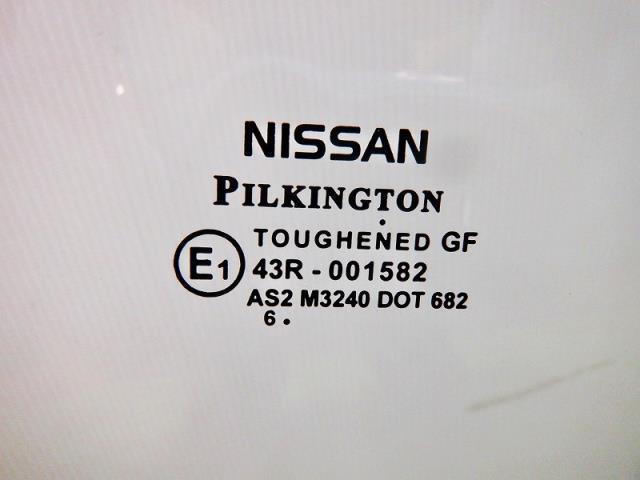 NISSAN
PILKINGTON
TOUGHENED GF
E1
43R - 001582
AS2 M3240 DOT 682
6 .